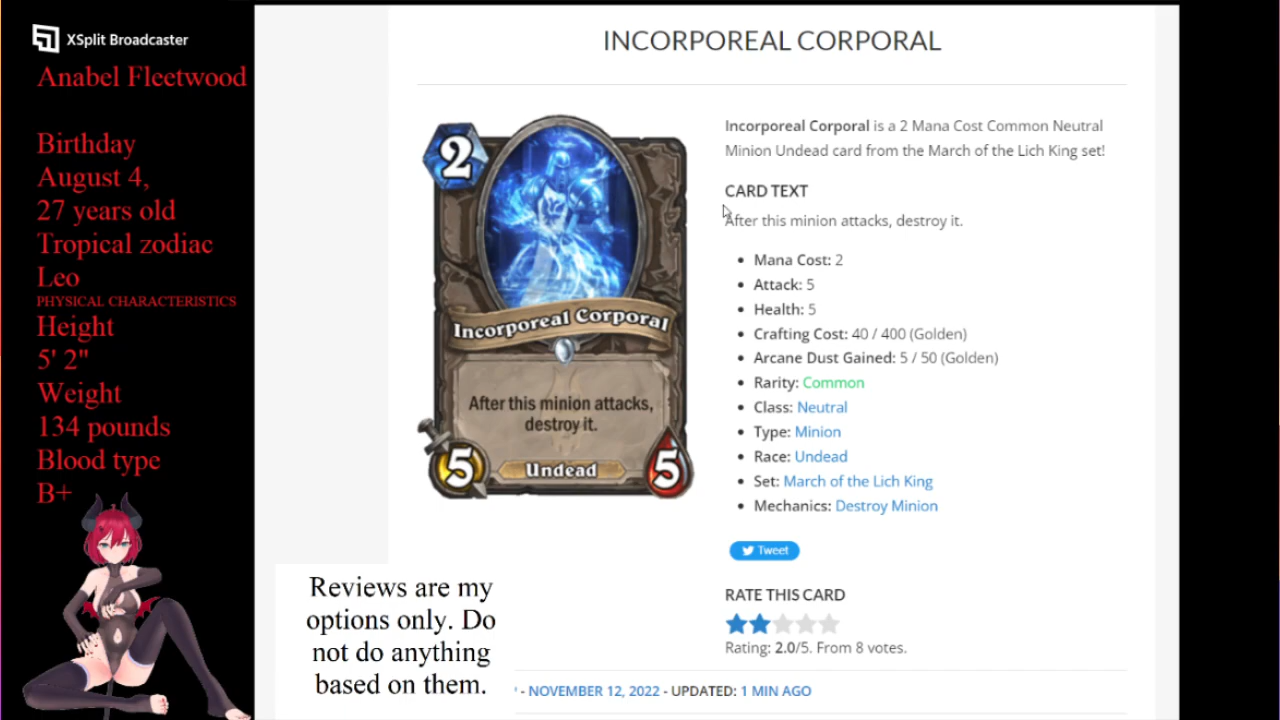 XSplit Broadcaster
Anabel Fleetwood
Birthday
August 4,
27 years old
Tropical zodiac
Leo
PHYSICAL CHARACTERISTICS
Height
5' 2"
Weight
134 pounds
Blood type
B+
INCORPOREAL CORPORAL
2
Incorporeal Corporal
After this minion attacks,
destroy it.
5
Undead
5
Incorporeal Corporal is a 2 Mana Cost Common Neutral
Minion Undead card from the March of the Lich King set!
CARD TEXT
After this minion attacks, destroy it.
Mana Cost: 2
Attack: 5
Health: 5
Crafting Cost: 40 / 400 (Golden)
Arcane Dust Gained: 5 / 50 (Golden)
Rarity: Common
Class: Neutral
Type: Minion
Race: Undead
Set: March of the Lich King
Mechanics: Destroy Minion
Tweet
RATE THIS CARD
Rating: 2.0/5. From 8 votes.
Reviews are my
options only. Do
not do anything
based on them.
- NOVEMBER 12, 2022 - UPDATED: 1 MIN AGO